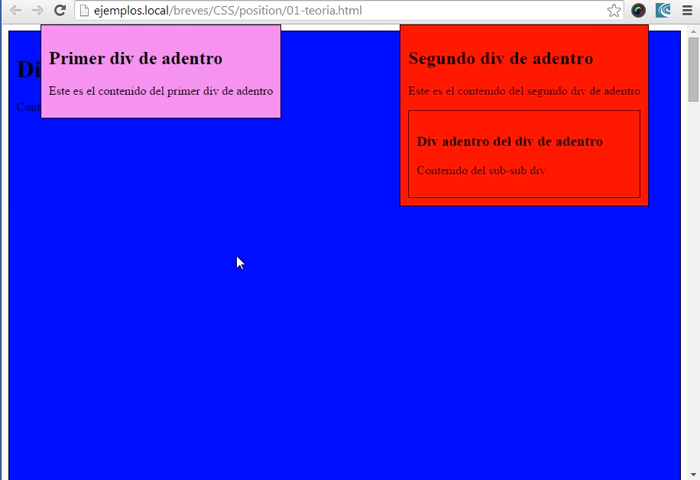 ejemplos.local/breves/CSS/position/01-teoria.html
Primer div de adentro
Este es el contenido del primer div de adentro
Segundo div de adentro
Este es el contenido del segundo div de adentro
Div adentro del div de adentro
Contenido del sub-sub div